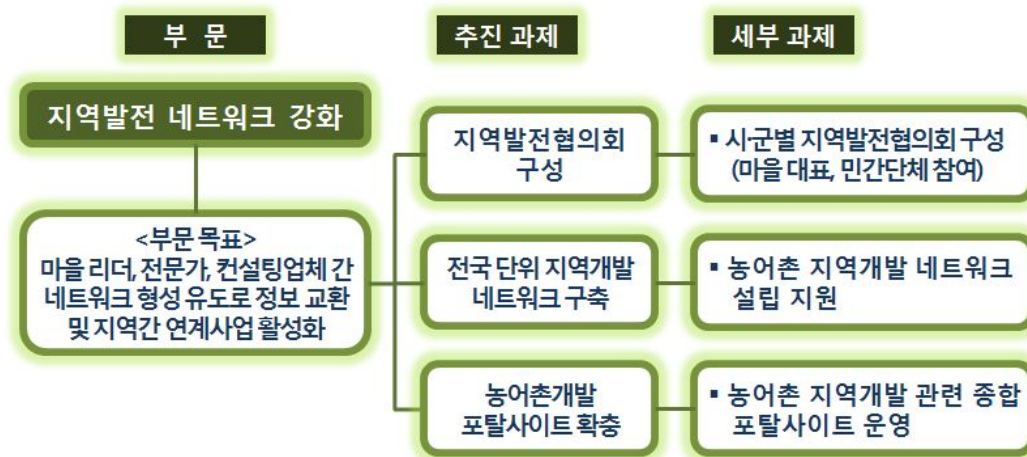 부 문
추진 과제
세부 과제
지역발전 네트워크 강화
<부문 목표>
마을 리더, 전문가, 컨설팅업체 간
네트워크 형성 유도로 정보 교환
및 지역간 연계사업 활성화
지역발전협의회
구성
▪ 시·군별 지역발전협의회 구성
(마을 대표, 민간단체 참여)
전국 단위 지역개발
네트워크 구축
▪ 농어촌 지역개발 네트워크
설립 지원
농어촌개발
포탈사이트 확충
▪ 농어촌 지역개발 관련 종합
포탈사이트 운영